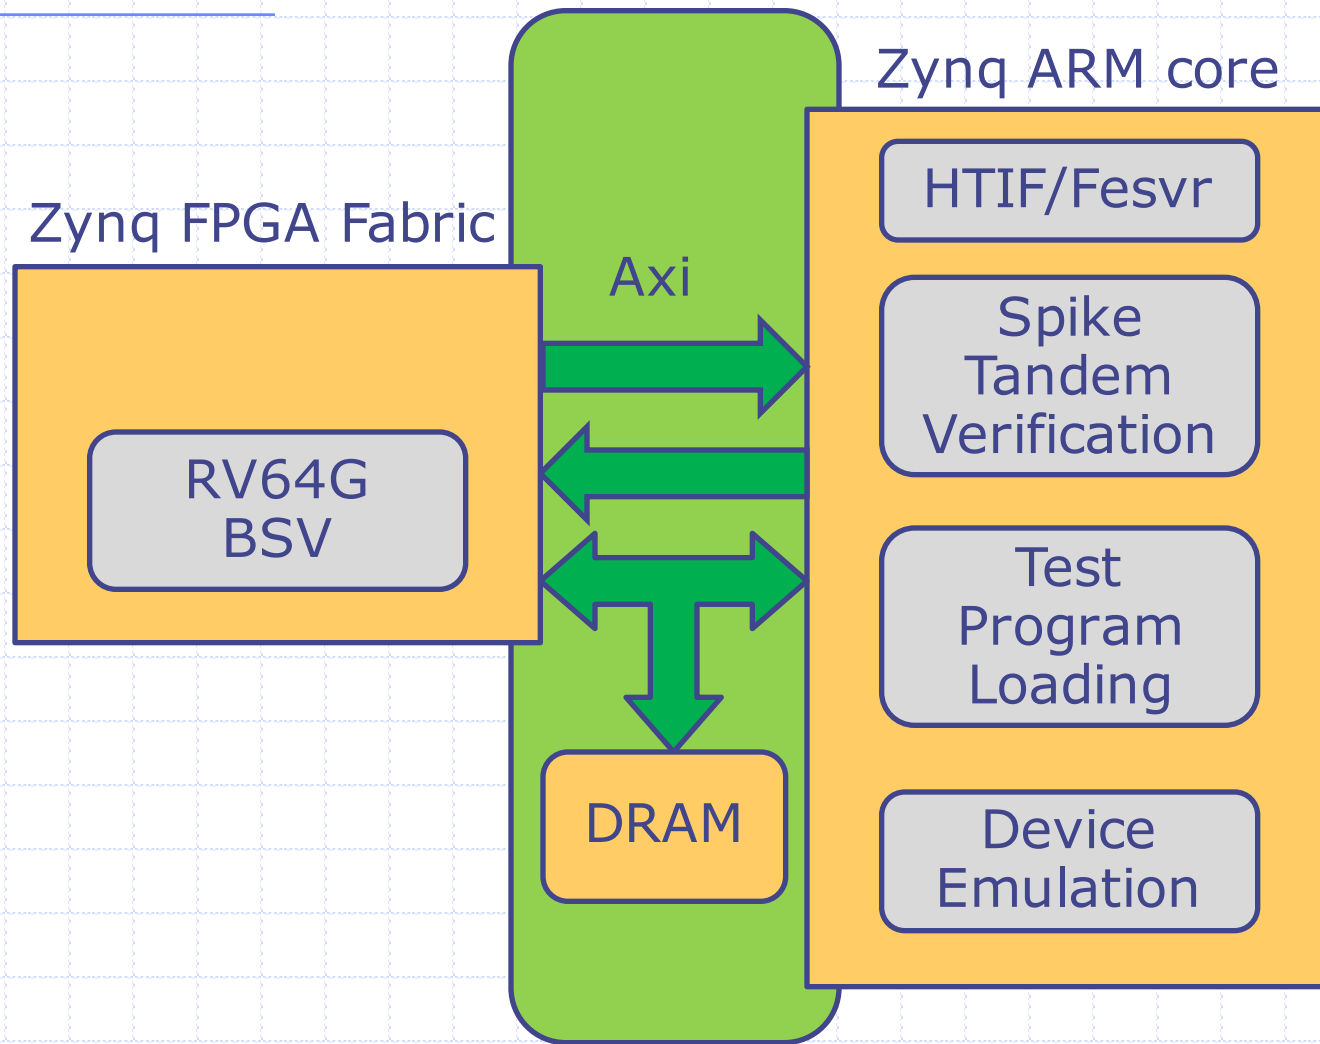 Zynq ARM core
HTIF/Fesvr
Zynq FPGA Fabric
Axi
Spike
Tandem
Verification
RV64G
BSV
Test
Program
Loading
DRAM
Device
Emulation